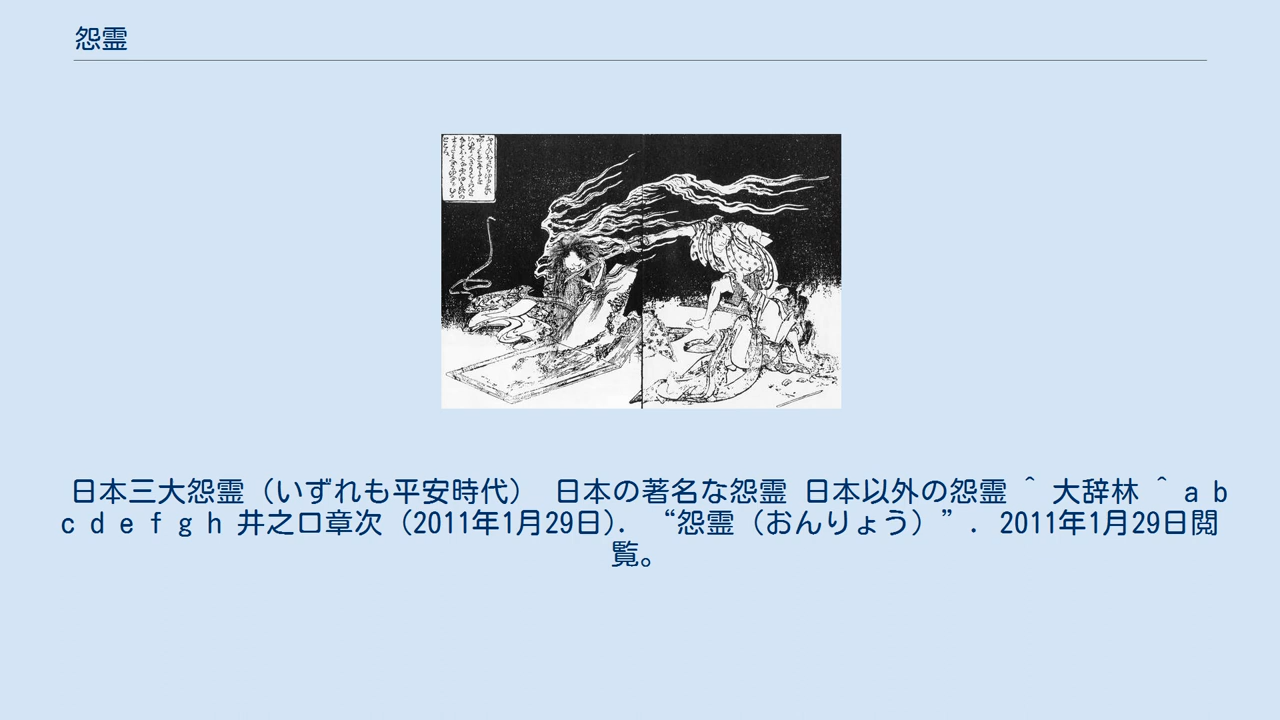 怨霊
日本三大怨霊（いずれも平安時代） 日本の著名な怨霊 日本以外の怨霊 ^ 大辞林 ^ a b
c d e f g h 井之口章次（2011年1月29日）. “怨霊（おんりょう）”. 2011年1月29日閲
覧。